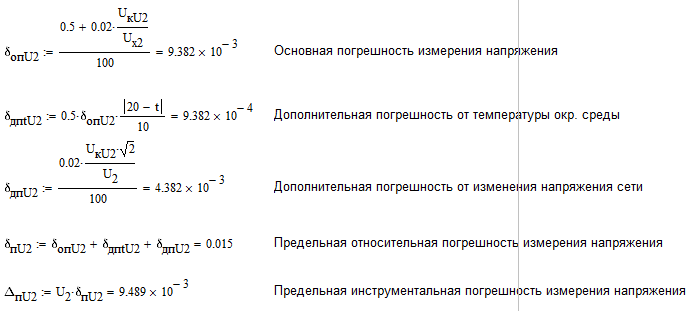 δопU2 := (0.5 + 0.02·UкU2/Ux2)/100 = 9.382 × 10^−3 Основная погрешность измерения напряжения
δдпtU2 := 0.5·δопU2·|20 − t|/10 = 9.382 × 10^−4 Дополнительная погрешность от температуры окр. среды
δдпU2 := (0.02·UкU2·√2/U2)/100 = 4.382 × 10^−3 Дополнительная погрешность от изменения напряжения сети
δпU2 := δопU2 + δдпtU2 + δдпU2 = 0.015 Предельная относительная погрешность измерения напряжения
ΔпU2 := U2·δпU2 = 9.489 × 10^−3 Предельная инструментальная погрешность измерения напряжения